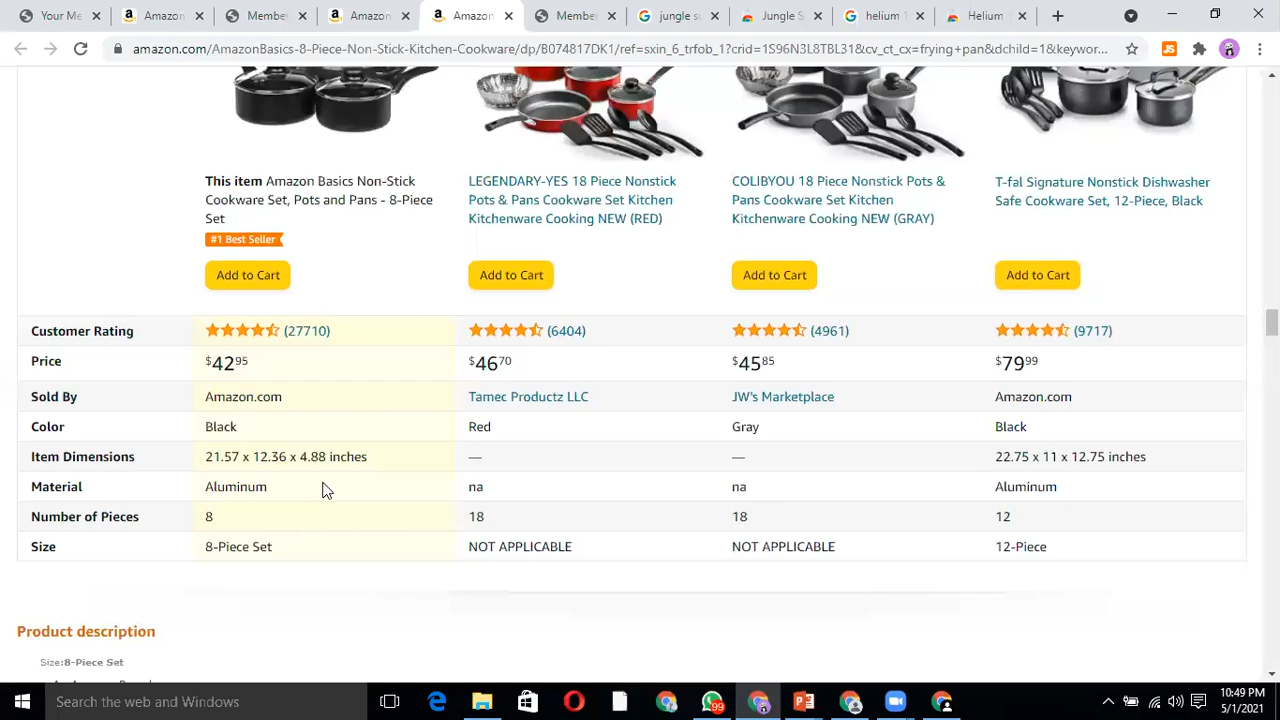 Your Me
Amazon
Member
Amazon
Amazon
Member
jungle s
Jungle S
helium 1
Helium
amazon.com/AmazonBasics-8-Piece-Non-Stick-Kitchen-Cookware/dp/B074817DK1/ref=sxin_6_trfob_1?cmd=1S96N3L8TBL31&cv_ct_cx=frying+pan&dchild=1&keywor...
JS
This item Amazon Basics Non-Stick
Cookware Set, Pots and Pans - 8-Piece
Set
#1 Best Seller
LEGENDARY-YES 18 Piece Nonstick
Pots & Pans Cookware Set Kitchen
Kitchenware Cooking NEW (RED)
COLIBYOU 18 Piece Nonstick Pots &
Pans Cookware Set Kitchen
Kitchenware Cooking NEW (GRAY)
T-fal Signature Nonstick Dishwasher
Safe Cookware Set, 12-Piece, Black
Add to Cart Add to Cart Add to Cart Add to Cart
Customer Rating (27710) (6404) (4961) (9717)
Price $4295 $4670 $4585 $7999
Sold By Amazon.com Tamec Productz LLC JW's Marketplace Amazon.com
Color Black Red Gray Black
Item Dimensions 21.57 x 12.36 x 4.88 inches — — 22.75 x 11 x 12.75 inches
Material Aluminum na na Aluminum
Number of Pieces 8 18 18 12
Size 8-Piece Set NOT APPLICABLE NOT APPLICABLE 12-Piece
Product description
Size:8-Piece Set
Search the web and Windows
99
10:49 PM
5/1/2021